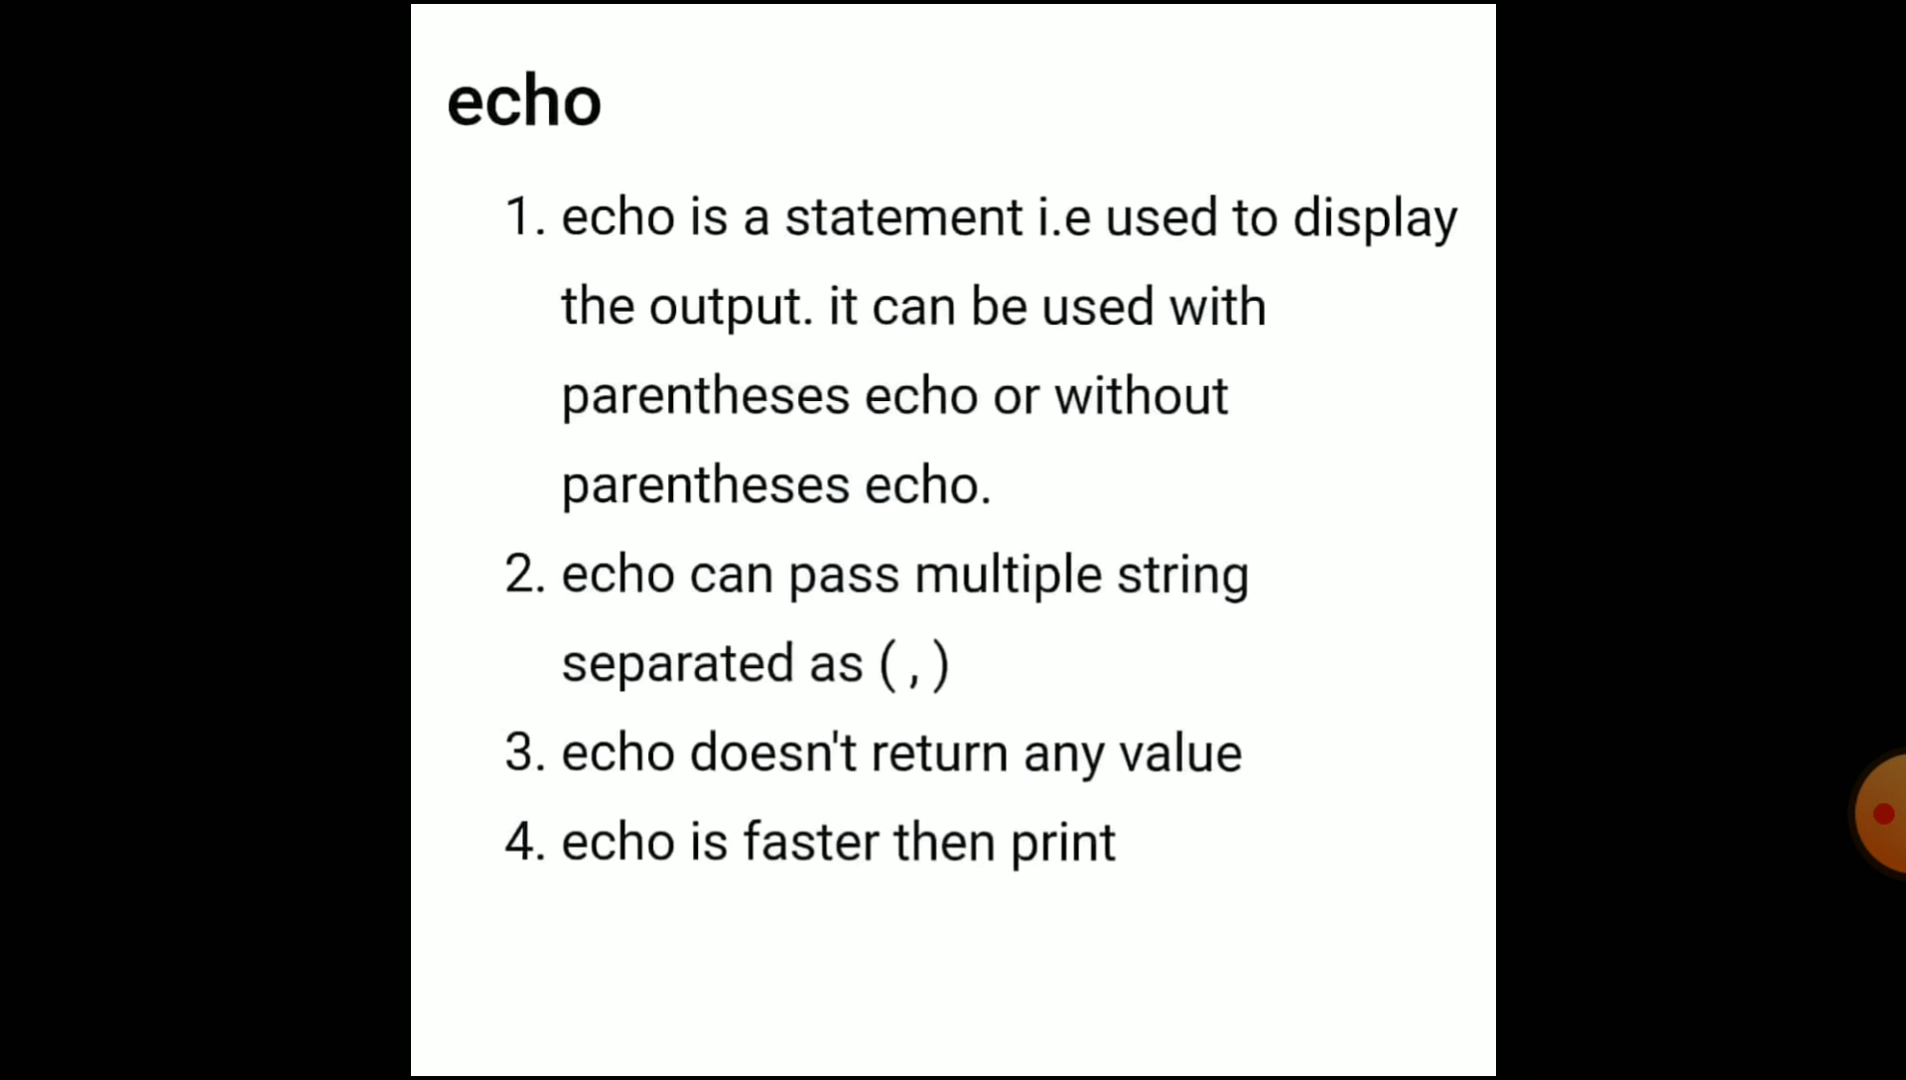 echo
1. echo is a statement i.e used to display
the output. it can be used with
parentheses echo or without
parentheses echo.
2. echo can pass multiple string
separated as ( , )
3. echo doesn't return any value
4. echo is faster then print